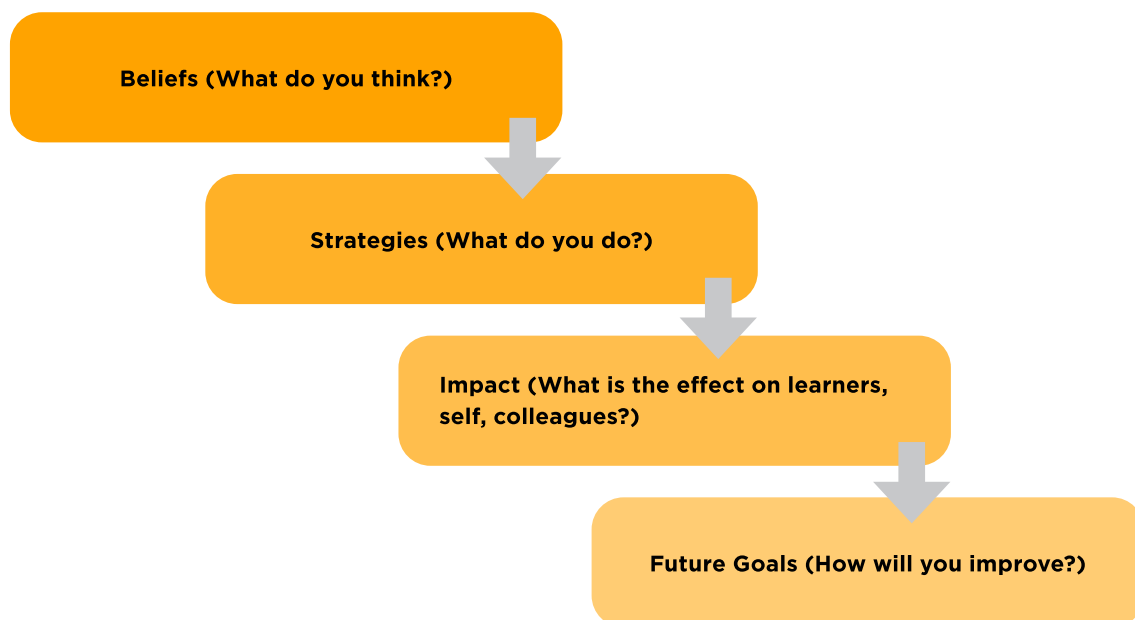 Beliefs (What do you think?)
Strategies (What do you do?)
Impact (What is the effect on learners,
self, colleagues?)
Future Goals (How will you improve?)